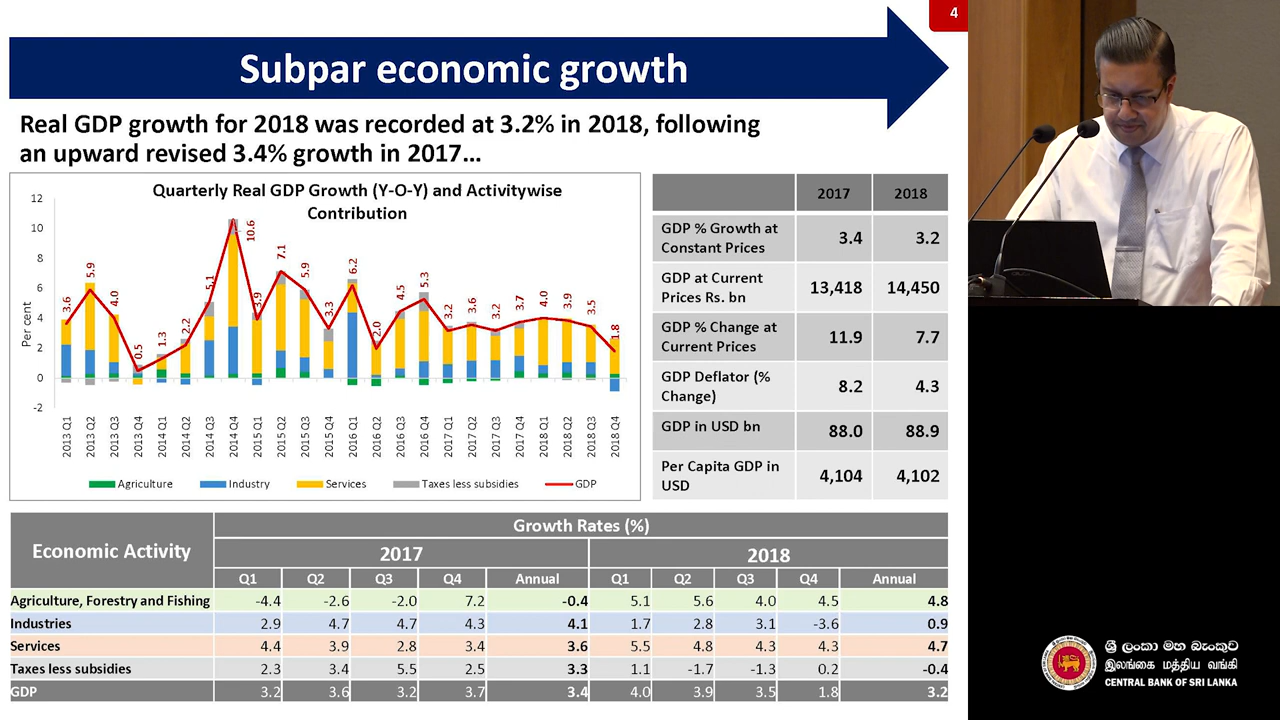 4
Subpar economic growth
Real GDP growth for 2018 was recorded at 3.2% in 2018, following
an upward revised 3.4% growth in 2017...
Quarterly Real GDP Growth (Y-O-Y) and Activitywise
Contribution
Per cent
12
10
8
6
4
2
0
-2
3.6
5.9
4.0
0.5
1.3
2.2
5.1
10.6
3.9
7.1
5.9
3.3
6.2
2.0
4.5
5.3
3.2
3.6
3.2
3.7
4.0
3.9
3.5
1.8
2013 Q1
2013 Q2
2013 Q3
2013 Q4
2014 Q1
2014 Q2
2014 Q3
2014 Q4
2015 Q1
2015 Q2
2015 Q3
2015 Q4
2016 Q1
2016 Q2
2016 Q3
2016 Q4
2017 Q1
2017 Q2
2017 Q3
2017 Q4
2018 Q1
2018 Q2
2018 Q3
2018 Q4
Agriculture Industry Services Taxes less subsidies GDP
2017 2018
GDP % Growth at
Constant Prices 3.4 3.2
GDP at Current
Prices Rs. bn 13,418 14,450
GDP % Change at
Current Prices 11.9 7.7
GDP Deflator (%
Change) 8.2 4.3
GDP in USD bn 88.0 88.9
Per Capita GDP in
USD 4,104 4,102
Economic Activity Growth Rates (%)
2017 2018
Q1 Q2 Q3 Q4 Annual Q1 Q2 Q3 Q4 Annual
Agriculture, Forestry and Fishing -4.4 -2.6 -2.0 7.2 -0.4 5.1 5.6 4.0 4.5 4.8
Industries 2.9 4.7 4.7 4.3 4.1 1.7 2.8 3.1 -3.6 0.9
Services 4.4 3.9 2.8 3.4 3.6 5.5 4.8 4.3 4.3 4.7
Taxes less subsidies 2.3 3.4 5.5 2.5 3.3 1.1 -1.7 -1.3 0.2 -0.4
GDP 3.2 3.6 3.2 3.7 3.4 4.0 3.9 3.5 1.8 3.2
ශ්‍රී ලංකා මහ බැංකුව
இலங்கை மத்திய வங்கி
CENTRAL BANK OF SRI LANKA